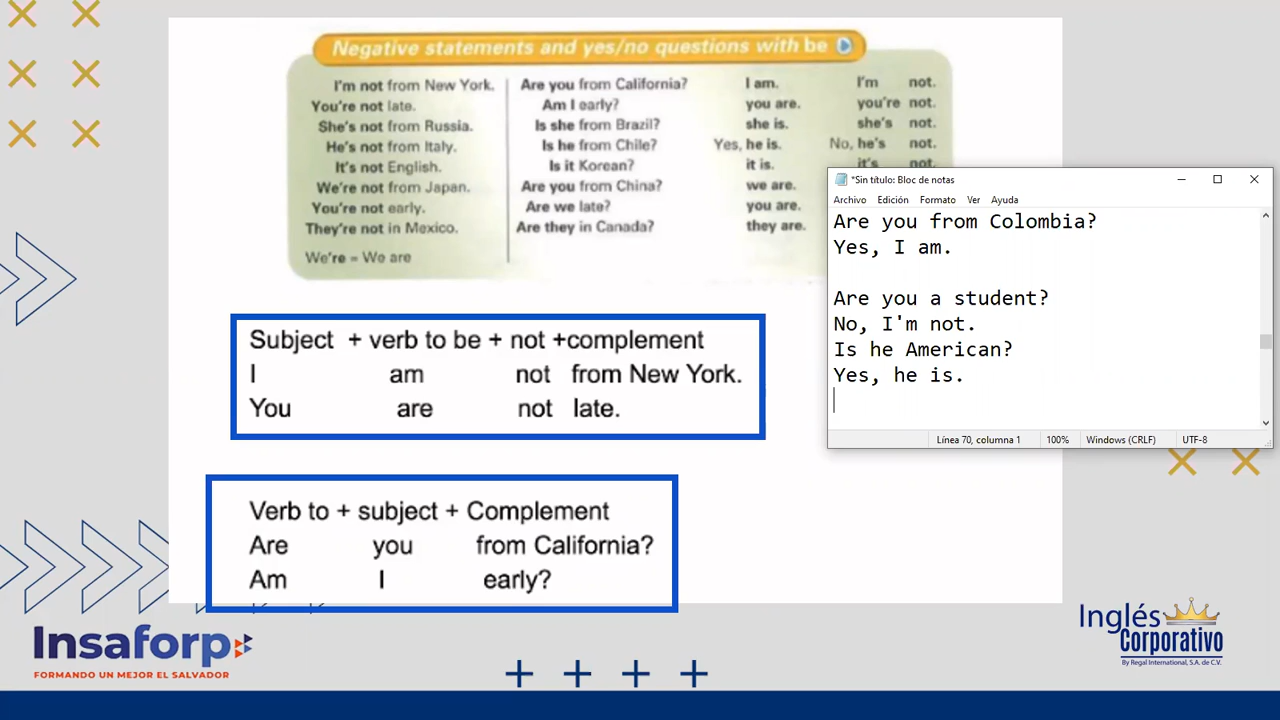 Negative statements and yes/no questions with be
I'm not from New York.
You're not late.
She's not from Russia.
He's not from Italy.
It's not English.
We're not from Japan.
You're not early.
They're not in Mexico.
We're = We are
Are you from California?
Am I early?
Is she from Brazil?
Is he from Chile?
Is it Korean?
Are you from China?
Are we late?
Are they in Canada?
I am.
you are.
she is.
Yes, he is.
it is.
we are.
you are.
they are.
I'm not.
you're not.
she's not.
No, he's not.
it's not.
*Sin título: Bloc de notas
Archivo Edición Formato Ver Ayuda
Are you from Colombia?
Yes, I am.
Are you a student?
No, I'm not.
Is he American?
Yes, he is.
Línea 70, columna 1 100% Windows (CRLF) UTF-8
Subject + verb to be + not +complement
I am not from New York.
You are not late.
Verb to + subject + Complement
Are you from California?
Am I early?
Insaforp
FORMANDO UN MEJOR EL SALVADOR
Inglés
Corporativo
By Regal International, S.A. de C.V.